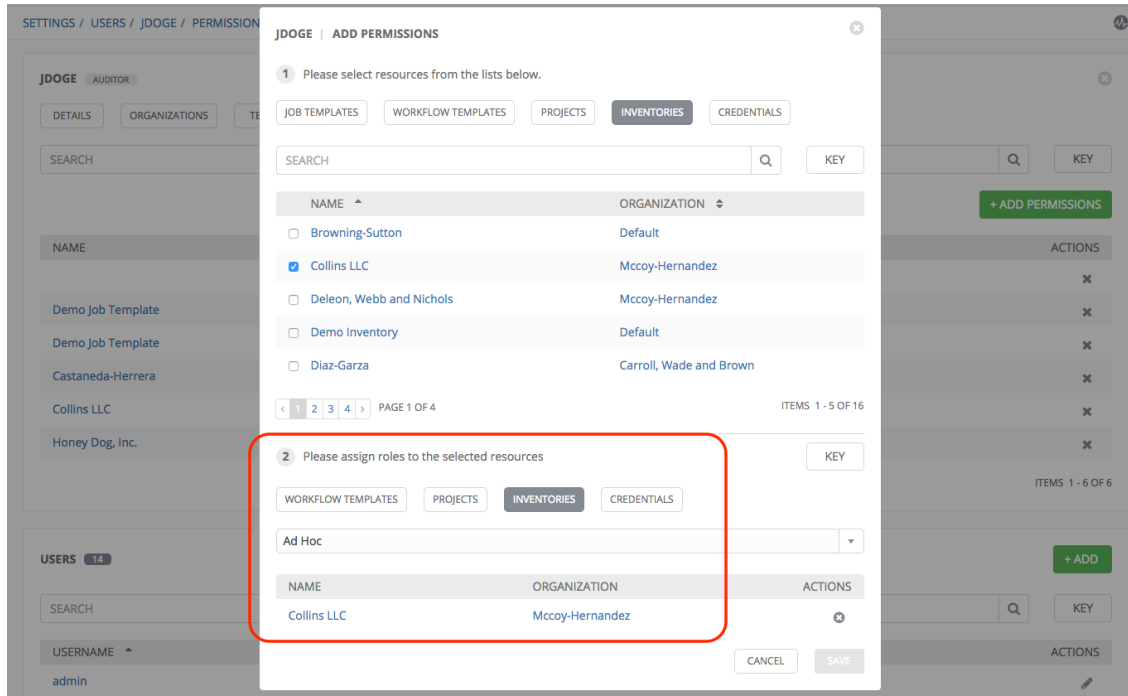 SETTINGS / USERS / JDOGE / PERMISSION
JDOGE AUDITOR
DETAILS ORGANIZATIONS TE
SEARCH KEY
+ ADD PERMISSIONS
NAME ACTIONS
Demo Job Template
Demo Job Template
Castaneda-Herrera
Collins LLC
Honey Dog, Inc.
ITEMS 1 - 6 OF 6
USERS 14
+ ADD
SEARCH KEY
USERNAME ACTIONS
admin
JDOGE | ADD PERMISSIONS
1 Please select resources from the lists below.
JOB TEMPLATES WORKFLOW TEMPLATES PROJECTS INVENTORIES CREDENTIALS
SEARCH KEY
NAME ORGANIZATION
Browning-Sutton Default
Collins LLC Mccoy-Hernandez
Deleon, Webb and Nichols Mccoy-Hernandez
Demo Inventory Default
Diaz-Garza Carroll, Wade and Brown
< 1 2 3 4 > PAGE 1 OF 4 ITEMS 1 - 5 OF 16
2 Please assign roles to the selected resources KEY
WORKFLOW TEMPLATES PROJECTS INVENTORIES CREDENTIALS
Ad Hoc
NAME ORGANIZATION ACTIONS
Collins LLC Mccoy-Hernandez
CANCEL SAVE